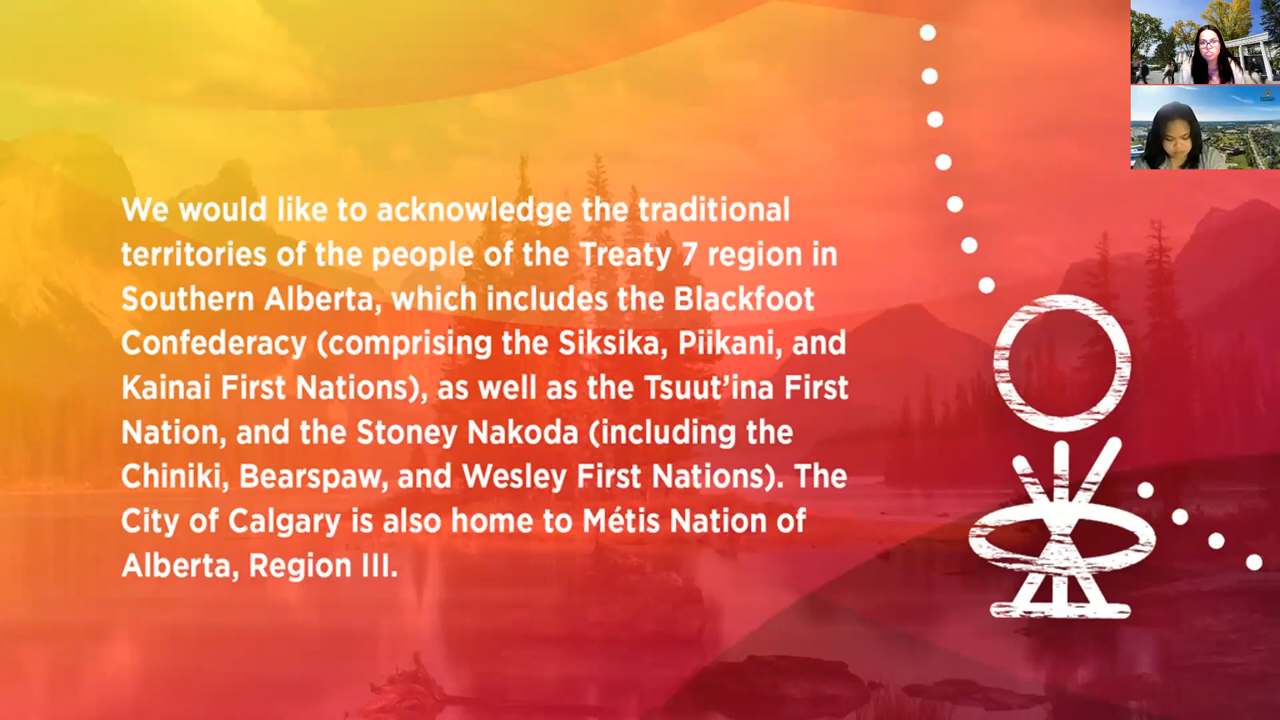 We would like to acknowledge the traditional
territories of the people of the Treaty 7 region in
Southern Alberta, which includes the Blackfoot
Confederacy (comprising the Siksika, Piikani, and
Kainai First Nations), as well as the Tsuut’ina First
Nation, and the Stoney Nakoda (including the
Chiniki, Bearspaw, and Wesley First Nations). The
City of Calgary is also home to Métis Nation of
Alberta, Region III.